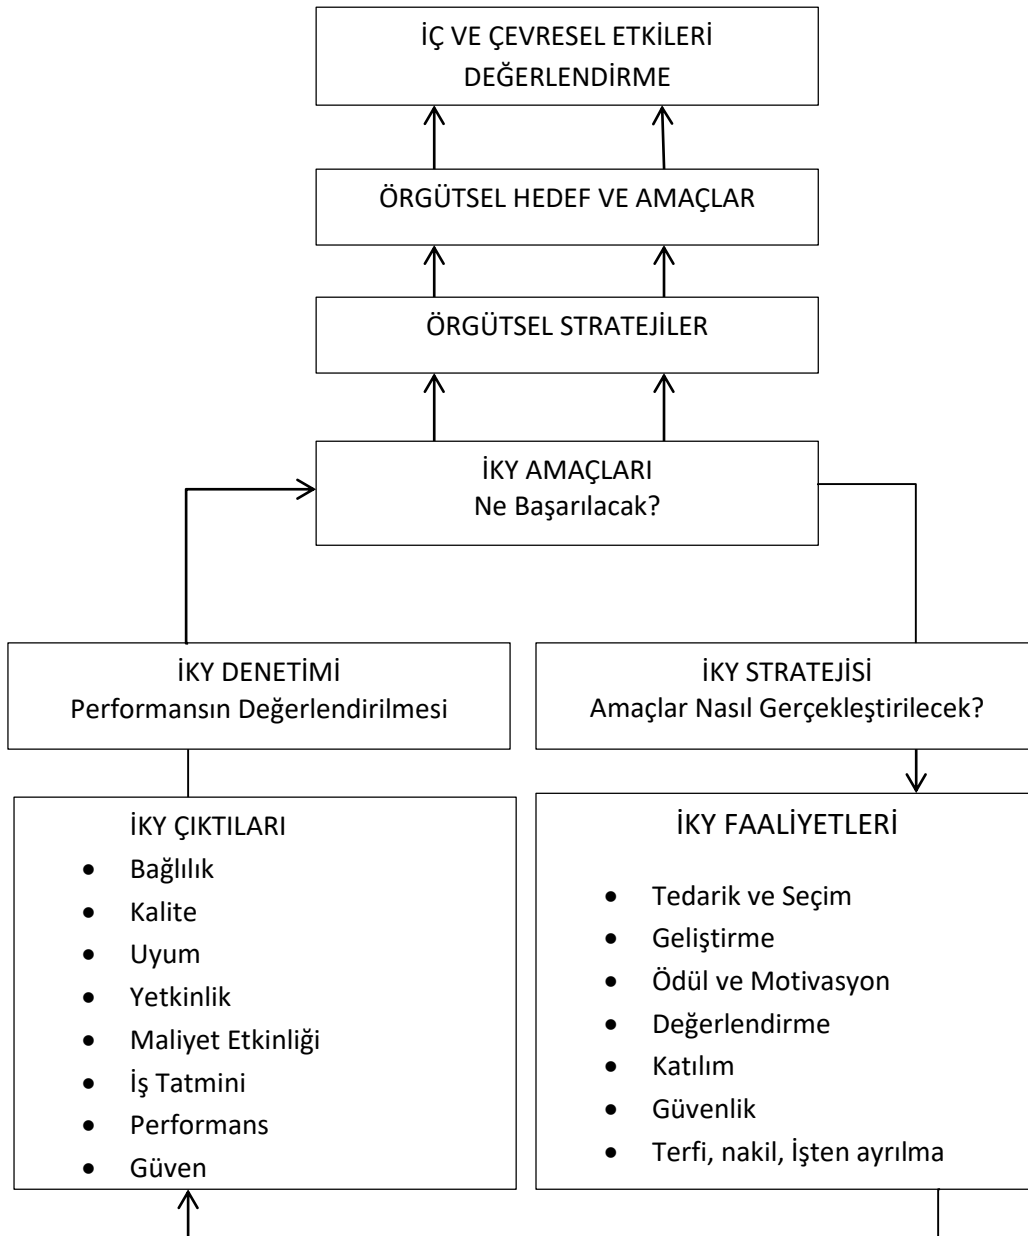 İÇ VE ÇEVRESEL ETKİLERİ
DEĞERLENDİRME
ÖRGÜTSEL HEDEF VE AMAÇLAR
ÖRGÜTSEL STRATEJİLER
İKY AMAÇLARI
Ne Başarılacak?
İKY DENETİMİ
Performansın Değerlendirilmesi
İKY STRATEJİSİ
Amaçlar Nasıl Gerçekleştirilecek?
İKY ÇIKTILARI
• Bağlılık
• Kalite
• Uyum
• Yetkinlik
• Maliyet Etkinliği
• İş Tatmini
• Performans
• Güven
İKY FAALİYETLERİ
• Tedarik ve Seçim
• Geliştirme
• Ödül ve Motivasyon
• Değerlendirme
• Katılım
• Güvenlik
• Terfi, nakil, İşten ayrılma